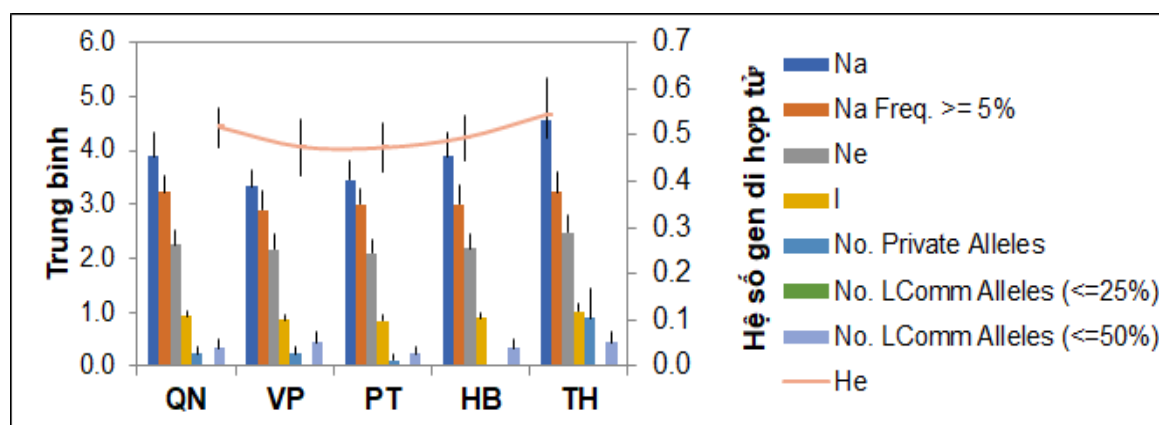 Trung bình
6.0
5.0
4.0
3.0
2.0
1.0
0.0
QN VP PT HB TH
0.7
0.6
0.5
0.4
0.3
0.2
0.1
0.0
Hệ số gen dị hợp tử
Na
Na Freq. >= 5%
Ne
I
No. Private Alleles
No. LComm Alleles (<=25%)
No. LComm Alleles (<=50%)
He